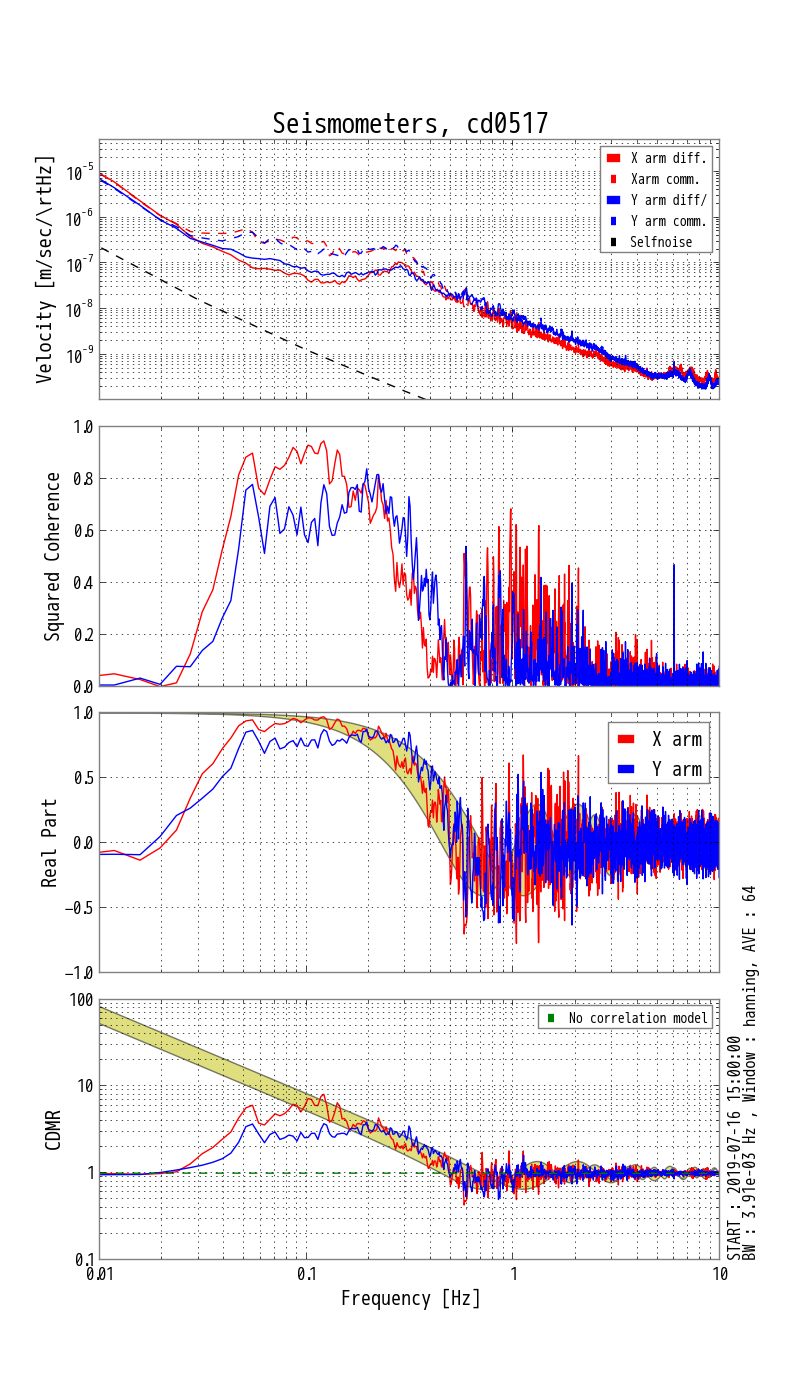 Seismometers, cd0517
Velocity [m/sec/\rtHz]
10^-5
10^-6
10^-7
10^-8
10^-9
X arm diff.
Xarm comm.
Y arm diff/
Y arm comm.
Selfnoise
Squared Coherence
1.0
0.8
0.6
0.4
0.2
0.0
Real Part
1.0
0.5
0.0
−0.5
−1.0
X arm
Y arm
CDMR
100
10
1
0.1
No correlation model
0.01
0.1
1
10
Frequency [Hz]
START : 2019-07-16 15:00:00
BW : 3.91e-03 Hz , Window : hanning, AVE : 64